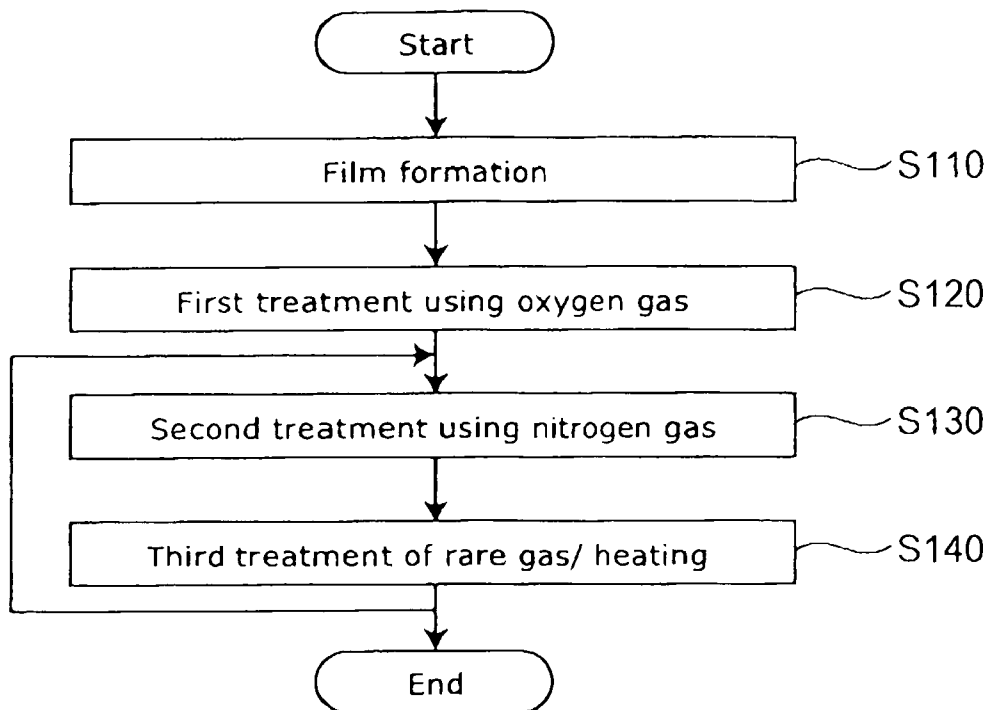 Start
Film formation
S110
First treatment using oxygen gas
S120
Second treatment using nitrogen gas
S130
Third treatment of rare gas/ heating
S140
End